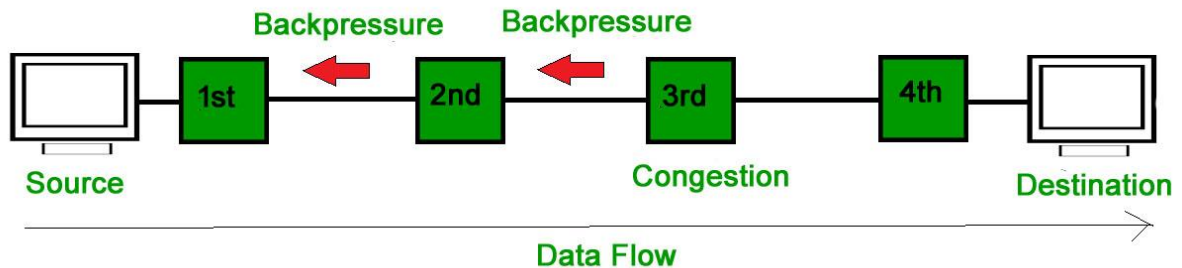 Backpressure
Backpressure
1st
2nd
3rd
4th
Source
Congestion
Destination
Data Flow